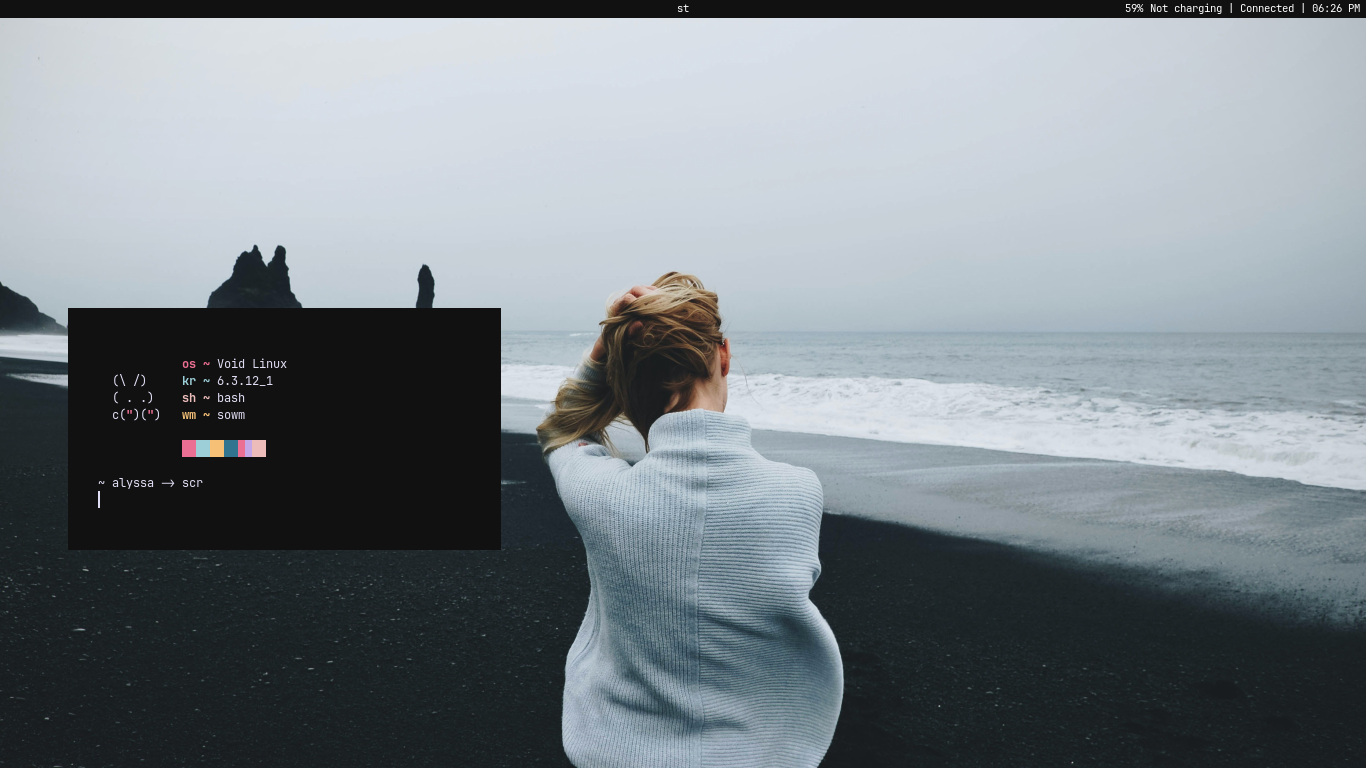 st
59% Not charging | Connected | 06:26 PM
os ~ Void Linux
(\ /) kr ~ 6.3.12_1
( . .) sh ~ bash
c(")(") wm ~ sowm
~ alyssa → scr